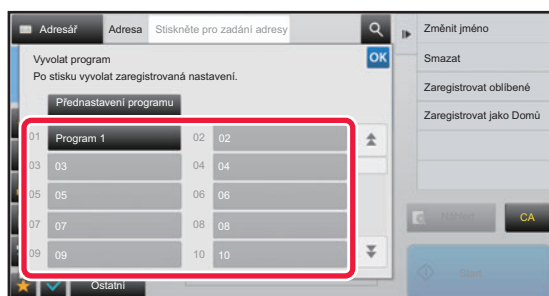 Adresář Adresa Stiskněte pro zadání adresy
Změnit jméno
Vyvolat program OK
Smazat
Po stisku vyvolat zaregistrovaná nastavení.
Zaregistrovat oblíbené
Přednastavení programu
Zaregistrovat jako Domů
01 Program 1 02 02
03 03 04 04
05 05 06 06
07 07 08 08
Náhled CA
09 09 10 10
Start
Ostatní